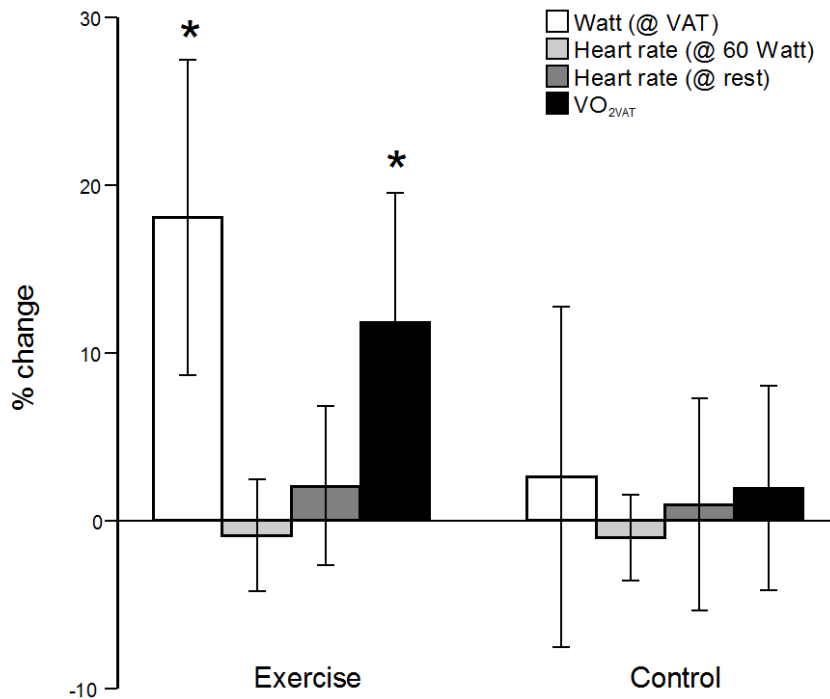 30
Watt (@ VAT)
*
Heart rate (@ 60 Watt)
Heart rate (@ rest)
VO2VAT
*
20
% change
10
0
-10
Exercise
Control